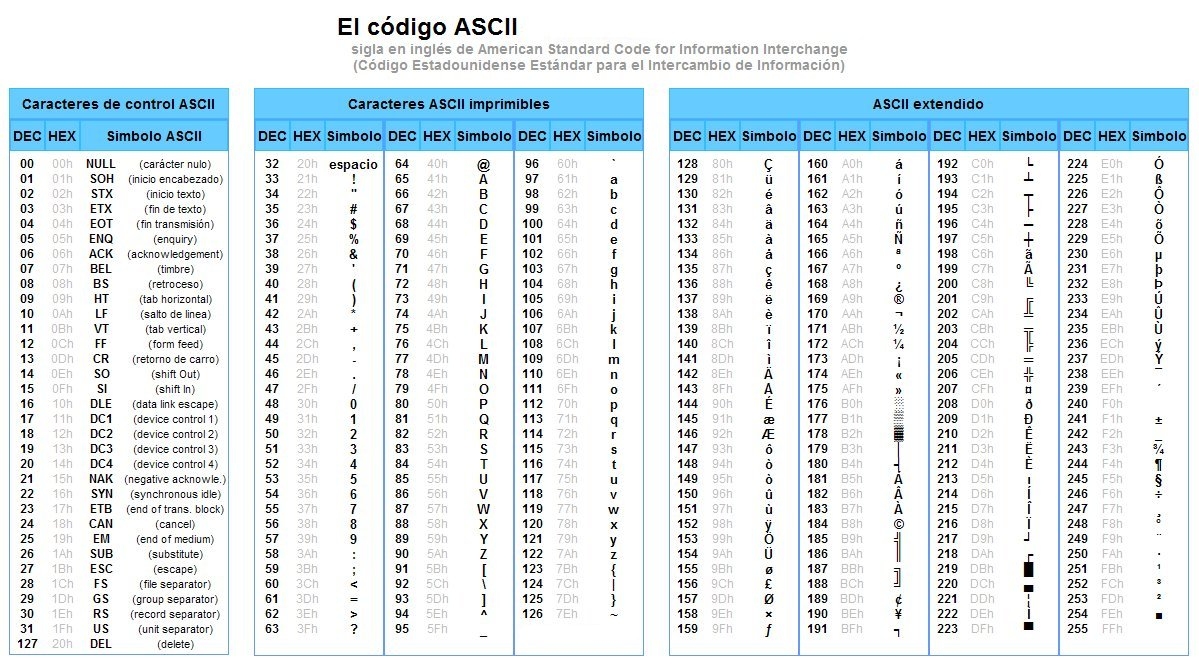 El código ASCII
sigla en inglés de American Standard Code for Information Interchange
(Código Estadounidense Estándar para el Intercambio de Información)
Caracteres de control ASCII Caracteres ASCII imprimibles ASCII extendido
DEC HEX Simbolo ASCII DEC HEX Simbolo DEC HEX Simbolo DEC HEX Simbolo DEC HEX Simbolo DEC HEX Simbolo DEC HEX Simbolo DEC HEX Simbolo
00 00h NULL (carácter nulo) 32 20h espacio 64 40h @ 96 60h ` 128 80h Ç 160 A0h á 192 C0h └ 224 E0h Ó
01 01h SOH (inicio encabezado) 33 21h ! 65 41h A 97 61h a 129 81h ü 161 A1h í 193 C1h ┴ 225 E1h ß
02 02h STX (inicio texto) 34 22h " 66 42h B 98 62h b 130 82h é 162 A2h ó 194 C2h ┬ 226 E2h Ô
03 03h ETX (fin de texto) 35 23h # 67 43h C 99 63h c 131 83h â 163 A3h ú 195 C3h ├ 227 E3h Ò
04 04h EOT (fin transmisión) 36 24h $ 68 44h D 100 64h d 132 84h ä 164 A4h ñ 196 C4h ─ 228 E4h õ
05 05h ENQ (enquiry) 37 25h % 69 45h E 101 65h e 133 85h à 165 A5h Ñ 197 C5h ┼ 229 E5h Õ
06 06h ACK (acknowledgement) 38 26h & 70 46h F 102 66h f 134 86h å 166 A6h ª 198 C6h ã 230 E6h µ
07 07h BEL (timbre) 39 27h ' 71 47h G 103 67h g 135 87h ç 167 A7h º 199 C7h Ã 231 E7h þ
08 08h BS (retroceso) 40 28h ( 72 48h H 104 68h h 136 88h ê 168 A8h ¿ 200 C8h ╚ 232 E8h Þ
09 09h HT (tab horizontal) 41 29h ) 73 49h I 105 69h i 137 89h ë 169 A9h ® 201 C9h ╔ 233 E9h Ú
10 0Ah LF (salto de linea) 42 2Ah * 74 4Ah J 106 6Ah j 138 8Ah è 170 AAh ¬ 202 CAh ╩ 234 EAh Û
11 0Bh VT (tab vertical) 43 2Bh + 75 4Bh K 107 6Bh k 139 8Bh ï 171 ABh ½ 203 CBh ╦ 235 EBh Ù
12 0Ch FF (form feed) 44 2Ch , 76 4Ch L 108 6Ch l 140 8Ch î 172 ACh ¼ 204 CCh ╠ 236 ECh ý
13 0Dh CR (retorno de carro) 45 2Dh - 77 4Dh M 109 6Dh m 141 8Dh ì 173 ADh ¡ 205 CDh ═ 237 EDh Ý
14 0Eh SO (shift Out) 46 2Eh . 78 4Eh N 110 6Eh n 142 8Eh Ä 174 AEh « 206 CEh ╬ 238 EEh ¯
15 0Fh SI (shift In) 47 2Fh / 79 4Fh O 111 6Fh o 143 8Fh Å 175 AFh » 207 CFh ¤ 239 EFh ´
16 10h DLE (data link escape) 48 30h 0 80 50h P 112 70h p 144 90h É 176 B0h ░ 208 D0h ð 240 F0h
17 11h DC1 (device control 1) 49 31h 1 81 51h Q 113 71h q 145 91h æ 177 B1h ▒ 209 D1h Ð 241 F1h ±
18 12h DC2 (device control 2) 50 32h 2 82 52h R 114 72h r 146 92h Æ 178 B2h ▓ 210 D2h Ê 242 F2h ‗
19 13h DC3 (device control 3) 51 33h 3 83 53h S 115 73h s 147 93h ô 179 B3h │ 211 D3h Ë 243 F3h ¾
20 14h DC4 (device control 4) 52 34h 4 84 54h T 116 74h t 148 94h ò 180 B4h ┤ 212 D4h È 244 F4h ¶
21 15h NAK (negative acknowle.) 53 35h 5 85 55h U 117 75h u 149 95h ò 181 B5h Á 213 D5h ı 245 F5h §
22 16h SYN (synchronous idle) 54 36h 6 86 56h V 118 76h v 150 96h û 182 B6h Â 214 D6h Í 246 F6h ÷
23 17h ETB (end of trans. block) 55 37h 7 87 57h W 119 77h w 151 97h ù 183 B7h À 215 D7h Î 247 F7h ¸
24 18h CAN (cancel) 56 38h 8 88 58h X 120 78h x 152 98h ÿ 184 B8h © 216 D8h Ï 248 F8h °
25 19h EM (end of medium) 57 39h 9 89 59h Y 121 79h y 153 99h Ö 185 B9h ╣ 217 D9h ┘ 249 F9h ¨
26 1Ah SUB (substitute) 58 3Ah : 90 5Ah Z 122 7Ah z 154 9Ah Ü 186 BAh ║ 218 DAh ┌ 250 FAh ·
27 1Bh ESC (escape) 59 3Bh ; 91 5Bh [ 123 7Bh { 155 9Bh ø 187 BBh ╗ 219 DBh █ 251 FBh ¹
28 1Ch FS (file separator) 60 3Ch < 92 5Ch \ 124 7Ch | 156 9Ch £ 188 BCh ╝ 220 DCh ▄ 252 FCh ³
29 1Dh GS (group separator) 61 3Dh = 93 5Dh ] 125 7Dh } 157 9Dh Ø 189 BDh ¢ 221 DDh ¦ 253 FDh ²
30 1Eh RS (record separator) 62 3Eh > 94 5Eh ^ 126 7Eh ~ 158 9Eh × 190 BEh ¥ 222 DEh Ì 254 FEh ■
31 1Fh US (unit separator) 63 3Fh ? 95 5Fh _ 159 9Fh ƒ 191 BFh ┐ 223 DFh ▀ 255 FFh
127 20h DEL (delete)